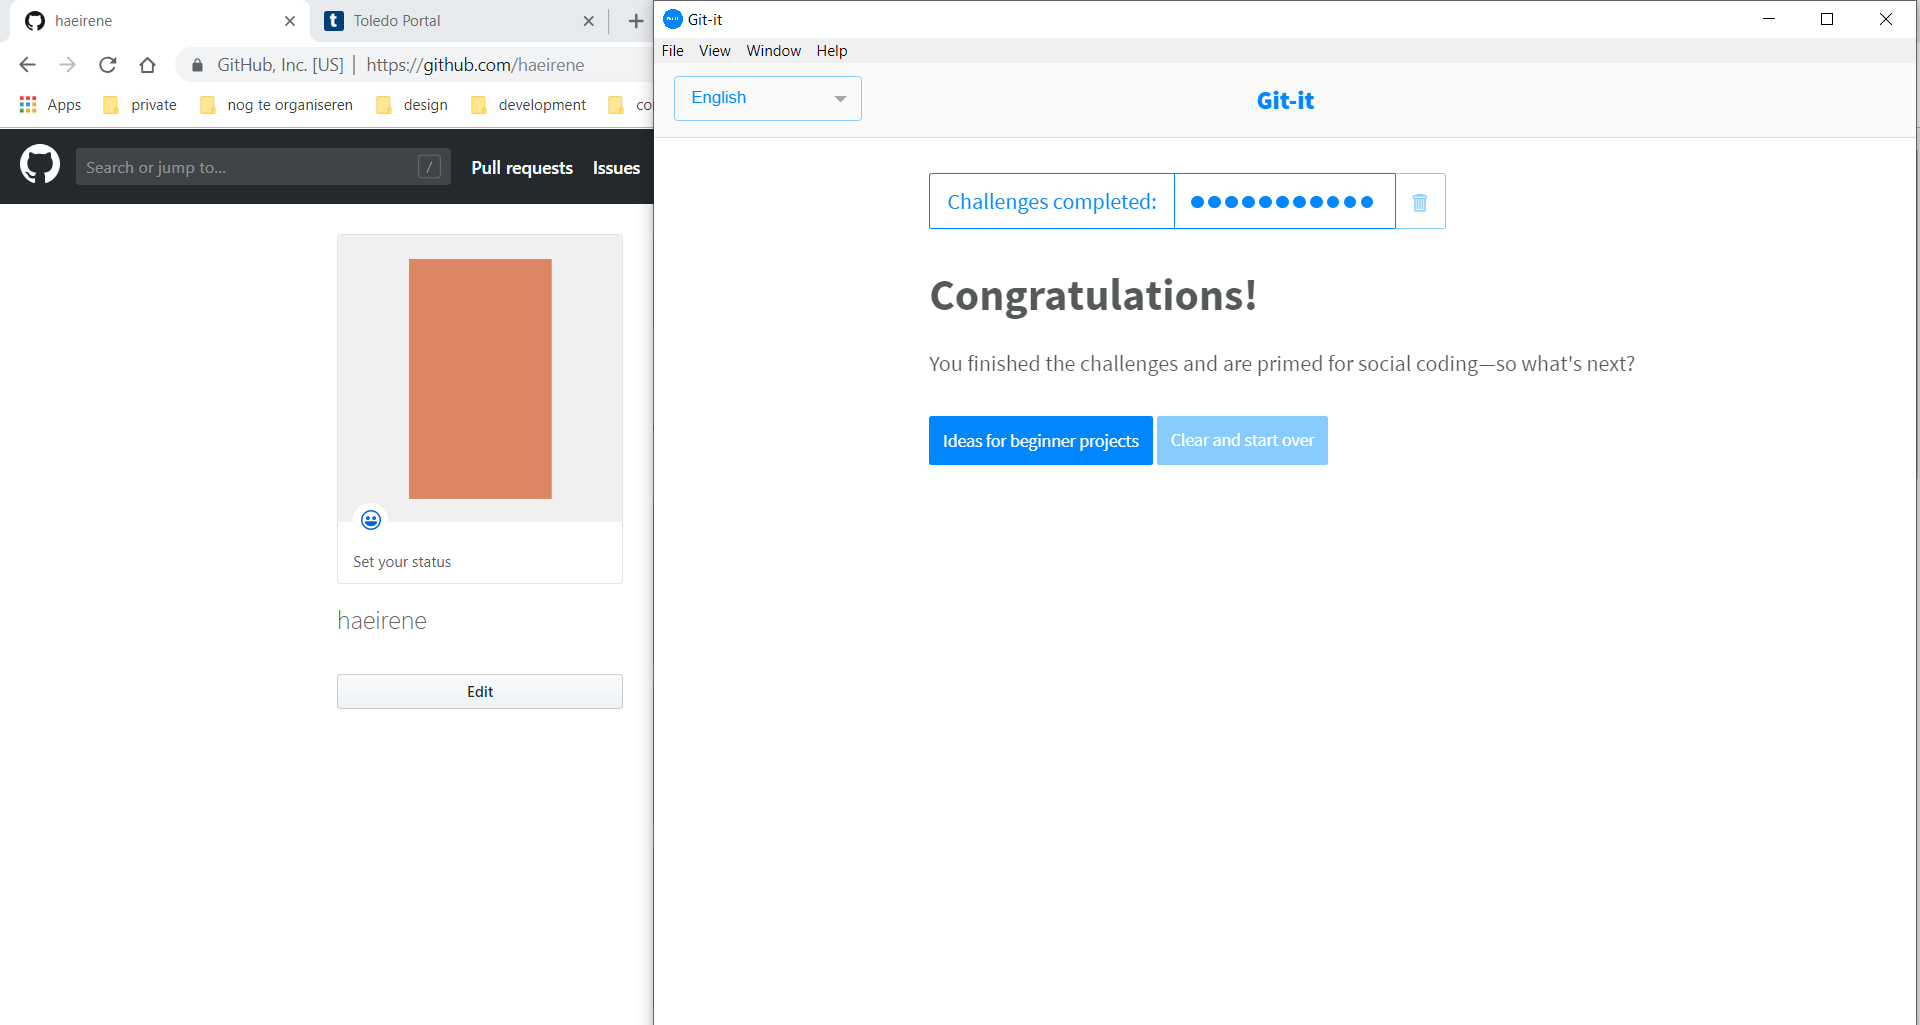 haeirene
Toledo Portal
GitHub, Inc. [US] | https://github.com/haeirene
Apps private nog te organiseren design development
Search or jump to... /
Pull requests Issues
Set your status
haeirene
Edit
Git-it
File View Window Help
English
Git-it
Challenges completed:
Congratulations!
You finished the challenges and are primed for social coding—so what's next?
Ideas for beginner projects
Clear and start over